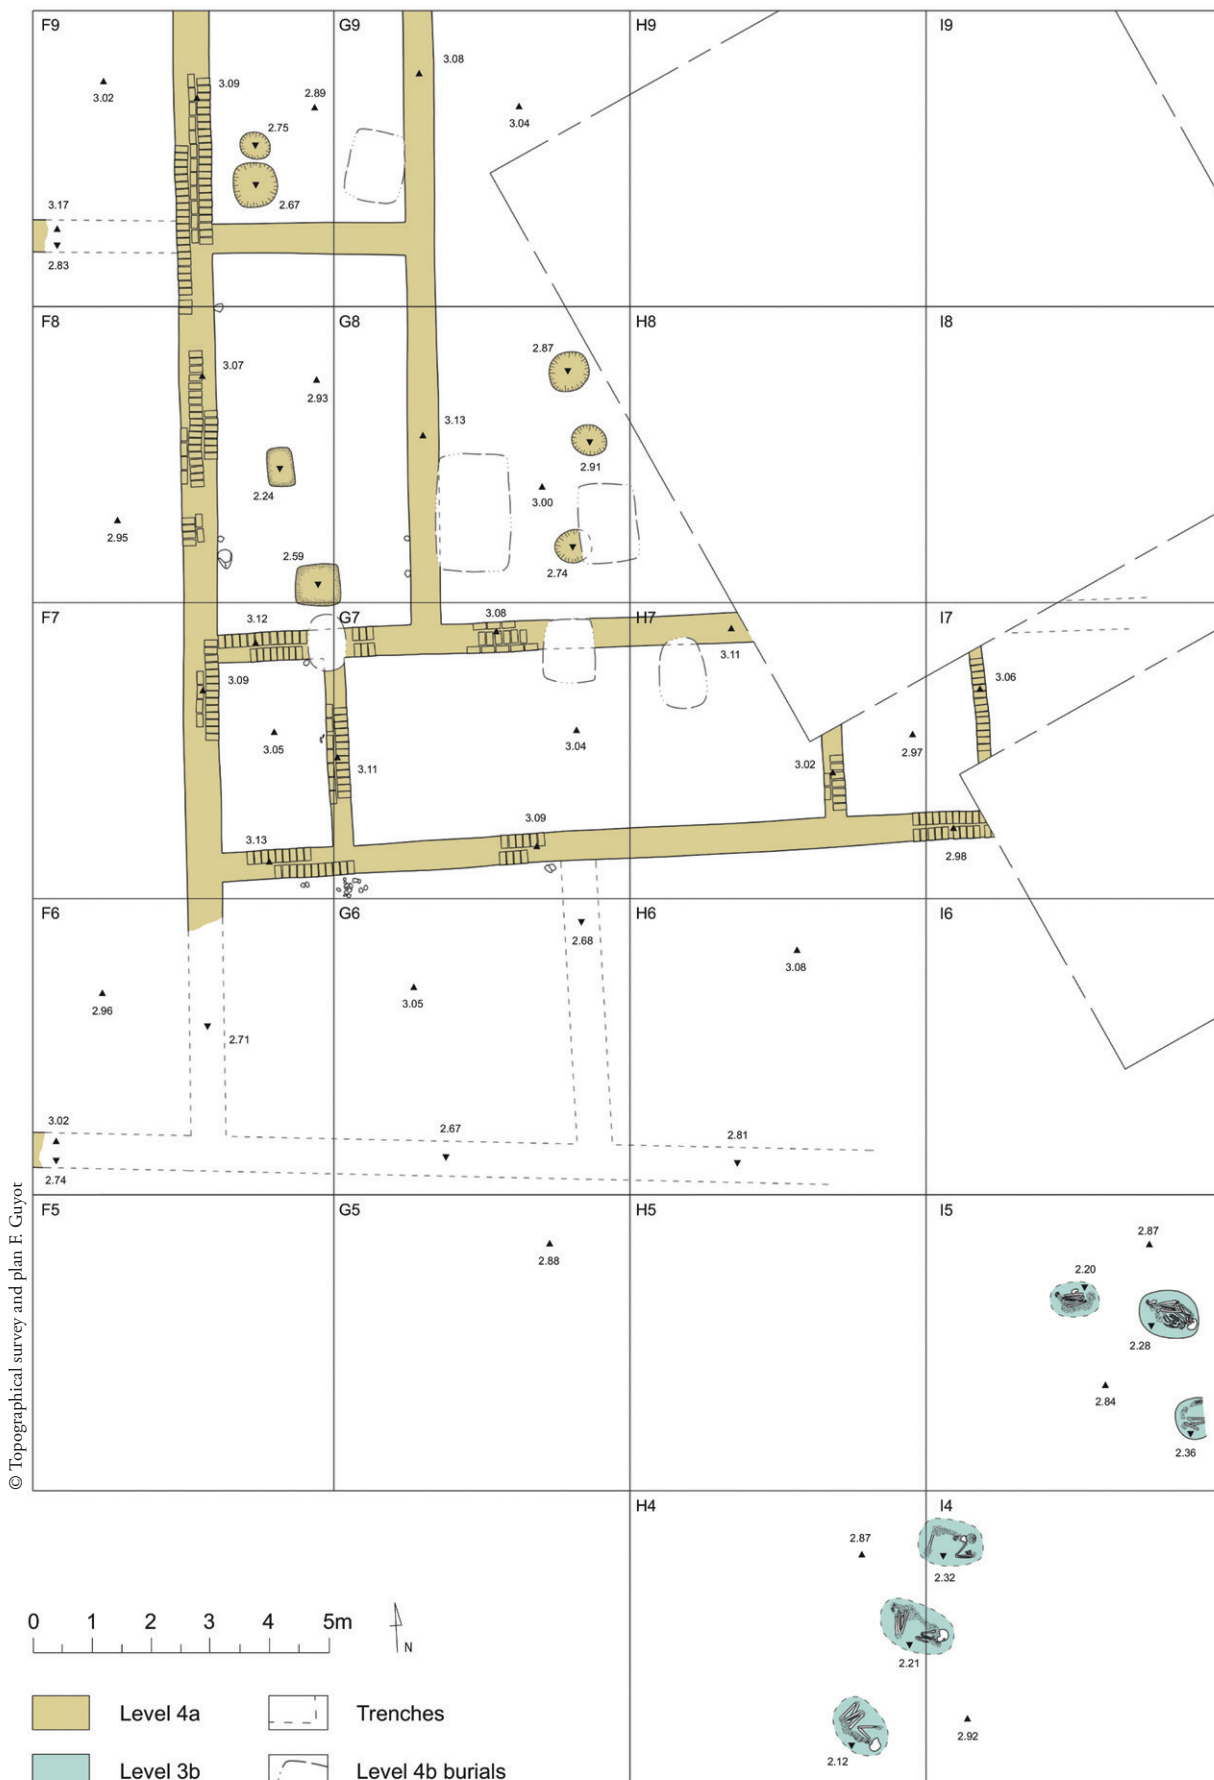 F9
G9
H9
I9
3.02
3.09
2.89
3.08
3.04
2.75
2.67
3.17
2.83
F8
G8
H8
I8
3.07
2.93
2.87
3.13
2.91
2.24
3.00
2.95
2.59
2.74
F7
3.12
G7
3.08
H7
3.11
I7
3.09
3.06
3.05
3.04
2.97
3.11
3.02
3.13
3.09
2.98
F6
G6
H6
I6
2.68
3.08
2.96
3.05
2.71
3.02
2.67
2.81
2.74
F5
G5
H5
I5
2.88
2.87
2.20
2.28
2.84
2.36
H4
I4
2.87
2.32
2.21
2.92
2.12
© Topographical survey and plan F. Guyot
0 1 2 3 4 5m
N
Level 4a
Trenches
Level 3b
Level 4b burials